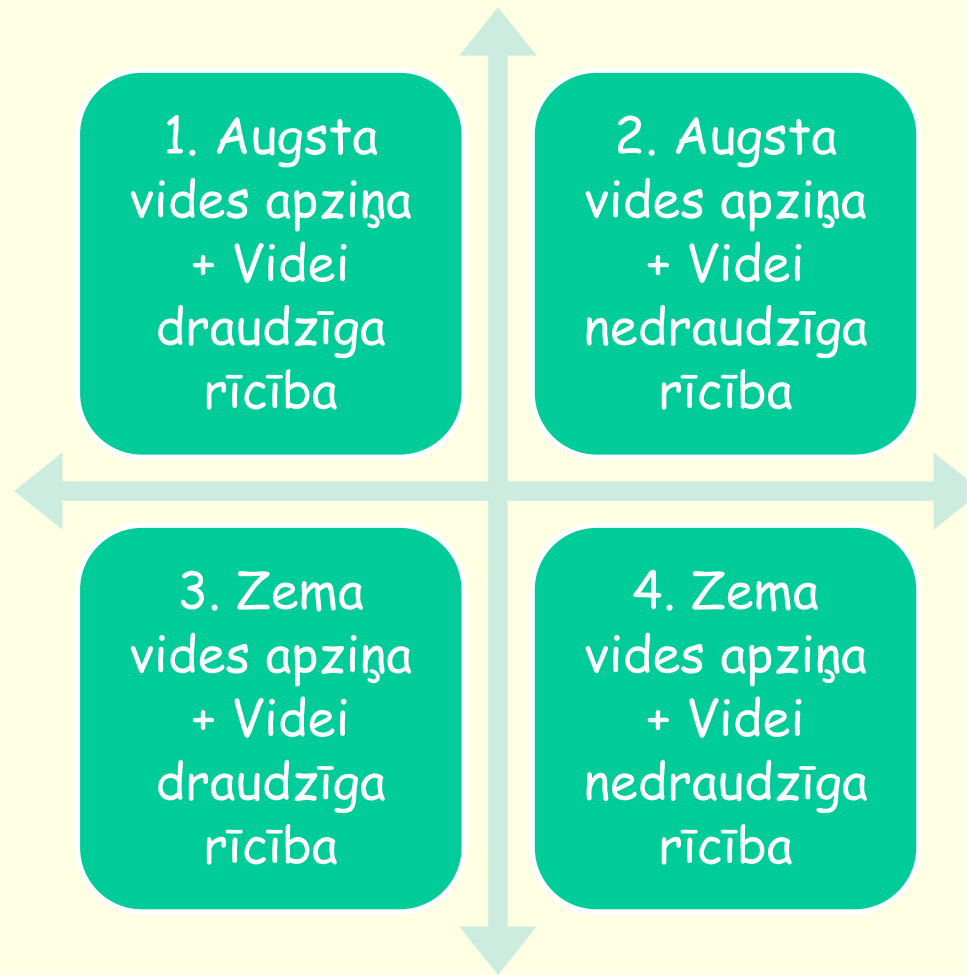 1. Augsta
vides apziņa
+ Videi
draudzīga
rīcība
2. Augsta
vides apziņa
+ Videi
nedraudzīga
rīcība
3. Zema
vides apziņa
+ Videi
draudzīga
rīcība
4. Zema
vides apziņa
+ Videi
nedraudzīga
rīcība